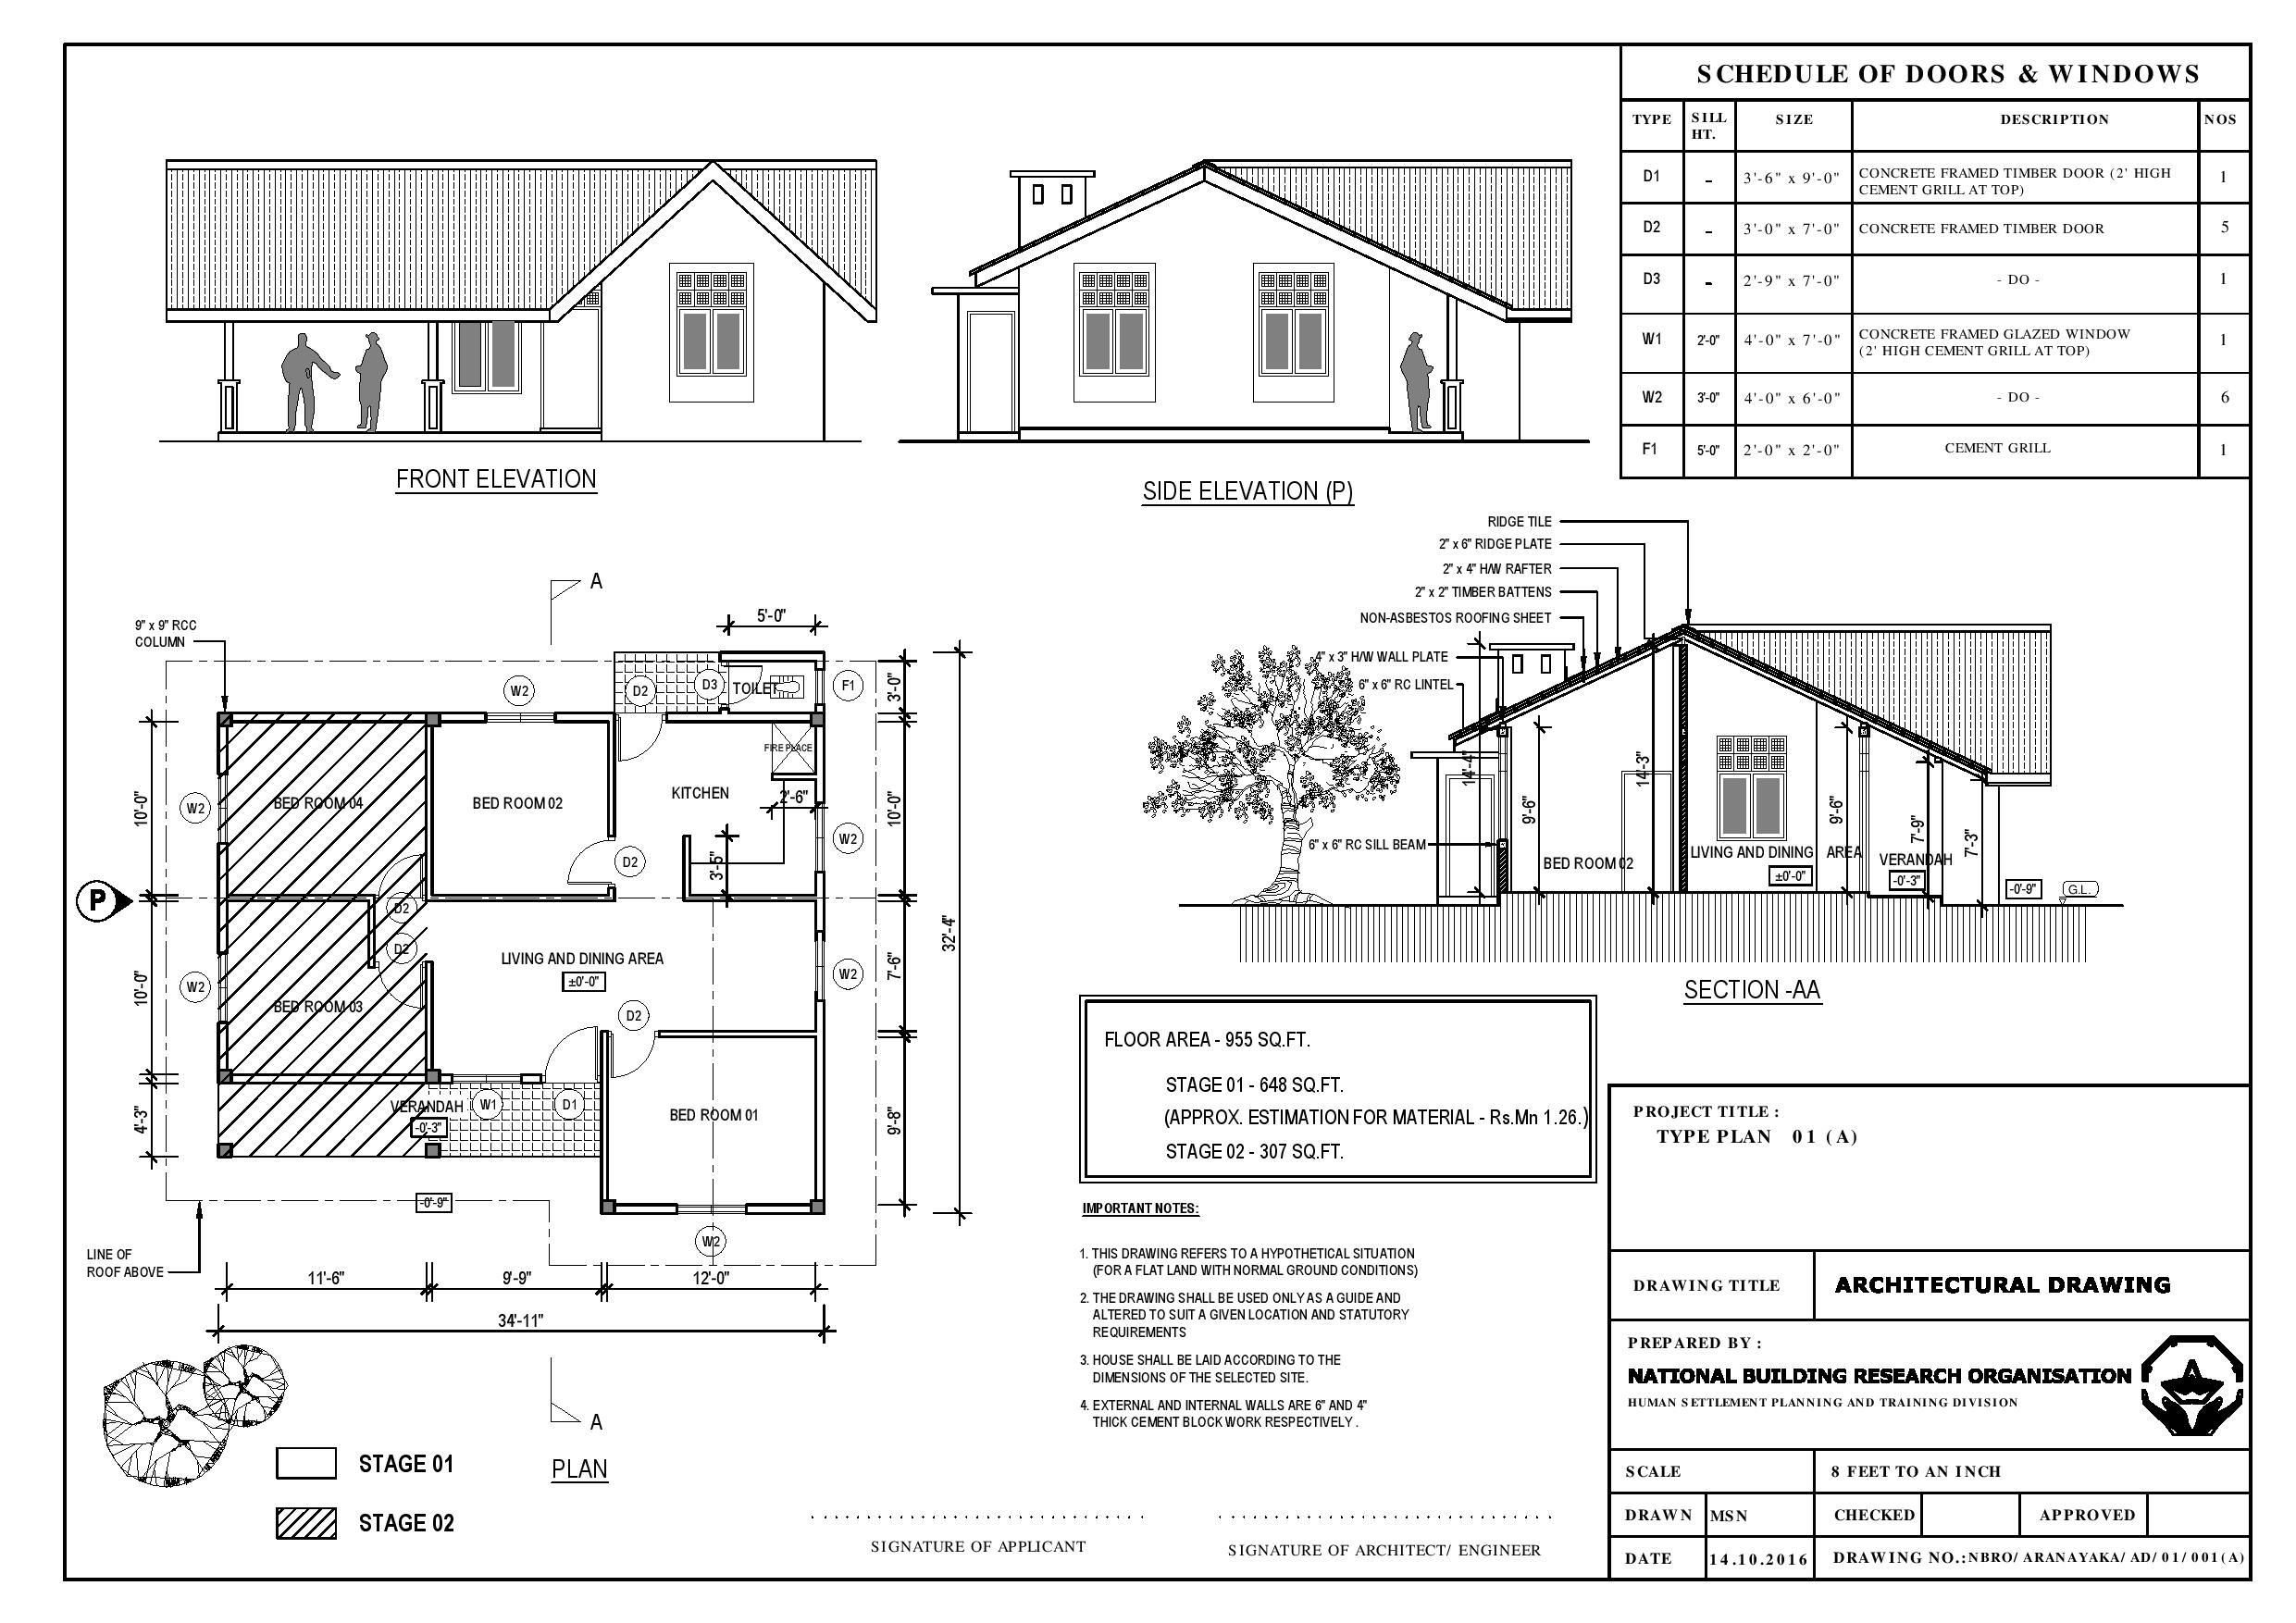 SCHEDULE OF DOORS & WINDOWS
TYPE SILL HT. SIZE DESCRIPTION NOS
D1 - 3'-6" x 9'-0" CONCRETE FRAMED TIMBER DOOR (2' HIGH
CEMENT GRILL AT TOP) 1
D2 - 3'-0" x 7'-0" CONCRETE FRAMED TIMBER DOOR 5
D3 - 2'-9" x 7'-0" - DO - 1
W1 2'-0" 4'-0" x 7'-0" CONCRETE FRAMED GLAZED WINDOW
(2' HIGH CEMENT GRILL AT TOP) 1
W2 3'-0" 4'-0" x 6'-0" - DO - 6
F1 5'-0" 2'-0" x 2'-0" CEMENT GRILL 1
FRONT ELEVATION
SIDE ELEVATION (P)
A
5'-0"
9" x 9" RCC
COLUMN
W2
D2
D3
TOILET
F1
3'-0"
FIRE PLACE
10'-0"
W2
BED ROOM 04
BED ROOM 02
KITCHEN
2'-6"
10'-0"
W2
D2
3'-5"
P
D2
D2
32'-4"
LIVING AND DINING AREA
±0'-0"
W2
7'-6"
10'-0"
W2
BED ROOM 03
D2
VERANDAH
-0'-3"
W1
D1
BED ROOM 01
4'-3"
9'-8"
-0'-9"
W2
LINE OF
ROOF ABOVE
11'-6"
9'-9"
12'-0"
34'-11"
A
PLAN
STAGE 01
STAGE 02
RIDGE TILE
2" x 6" RIDGE PLATE
2" x 4" H/W RAFTER
2" x 2" TIMBER BATTENS
NON-ASBESTOS ROOFING SHEET
4" x 3" H/W WALL PLATE
6" x 6" RC LINTEL
6" x 6" RC SILL BEAM
14'-4"
9'-6"
14'-3"
9'-6"
7'-9"
7'-3"
BED ROOM 02
LIVING AND DINING AREA
±0'-0"
VERANDAH
-0'-3"
-0'-9"
G.L.
SECTION -AA
FLOOR AREA - 955 SQ.FT.
STAGE 01 - 648 SQ.FT.
(APPROX. ESTIMATION FOR MATERIAL - Rs.Mn 1.26.)
STAGE 02 - 307 SQ.FT.
IMPORTANT NOTES:
1. THIS DRAWING REFERS TO A HYPOTHETICAL SITUATION
(FOR A FLAT LAND WITH NORMAL GROUND CONDITIONS)
2. THE DRAWING SHALL BE USED ONLY AS A GUIDE AND
ALTERED TO SUIT A GIVEN LOCATION AND STATUTORY
REQUIREMENTS
3. HOUSE SHALL BE LAID ACCORDING TO THE
DIMENSIONS OF THE SELECTED SITE.
4. EXTERNAL AND INTERNAL WALLS ARE 6" AND 4"
THICK CEMENT BLOCK WORK RESPECTIVELY .
SIGNATURE OF APPLICANT
SIGNATURE OF ARCHITECT/ ENGINEER
PROJECT TITLE :
TYPE PLAN 01 (A)
DRAWING TITLE ARCHITECTURAL DRAWING
PREPARED BY :
NATIONAL BUILDING RESEARCH ORGANISATION
HUMAN SETTLEMENT PLANNING AND TRAINING DIVISION
SCALE 8 FEET TO AN INCH
DRAWN MSN CHECKED APPROVED
DATE 14.10.2016 DRAWING NO.:NBRO/ ARANAYAKA/ AD/ 01/ 001(A)